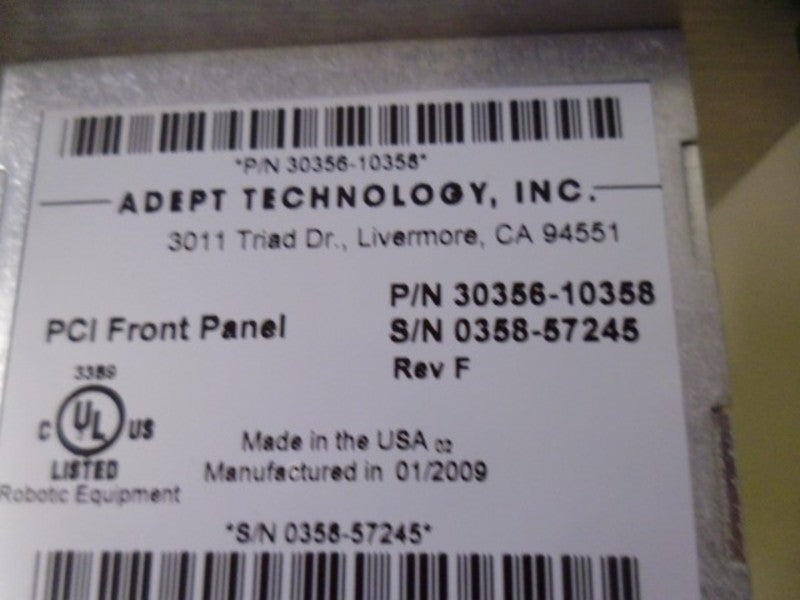 *P/N 30356-10358*
ADEPT TECHNOLOGY, INC.
3011 Triad Dr., Livermore, CA 94551
P/N 30356-10358
PCI Front Panel
S/N 0358-57245
Rev F
3389
C UL US
LISTED
Robotic Equipment
Made in the USA 02
Manufactured in 01/2009
*S/N 0358-57245*